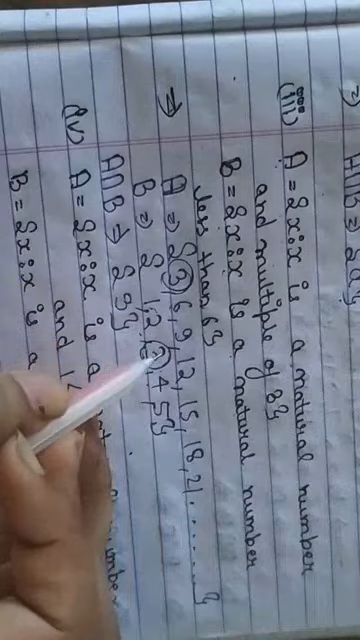 ⇒ A∩B ⇒ {
(iii) A = {x:x is a natural number
and multiple of 3}
B = {x:x is a natural number
less than 6}
⇒ A ⇒ {3,6,9,12,15,18,21,.......}
B ⇒ {1,2,3,4,5}
A∩B ⇒ {3}
(iv) A = {x:x is a
and 1
B = {x:x is a